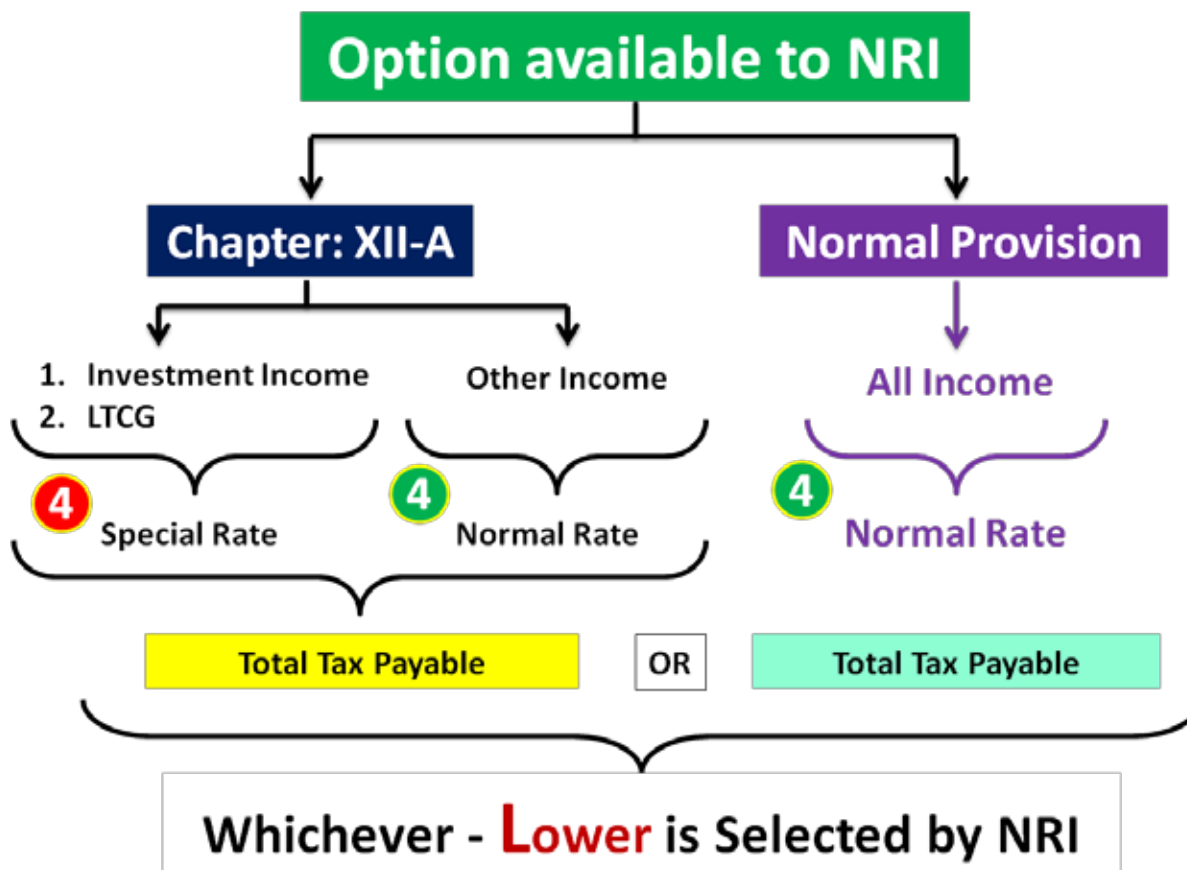 Option available to NRI
Chapter: XII-A
Normal Provision
1. Investment Income
2. LTCG
Other Income
All Income
4
Special Rate
4
Normal Rate
4
Normal Rate
Total Tax Payable
OR
Total Tax Payable
Whichever - Lower is Selected by NRI